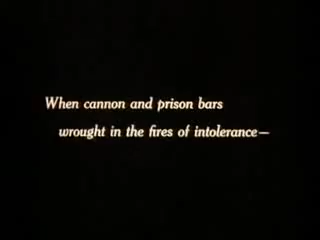 When cannon and prison bars
wrought in the fires of intolerance—